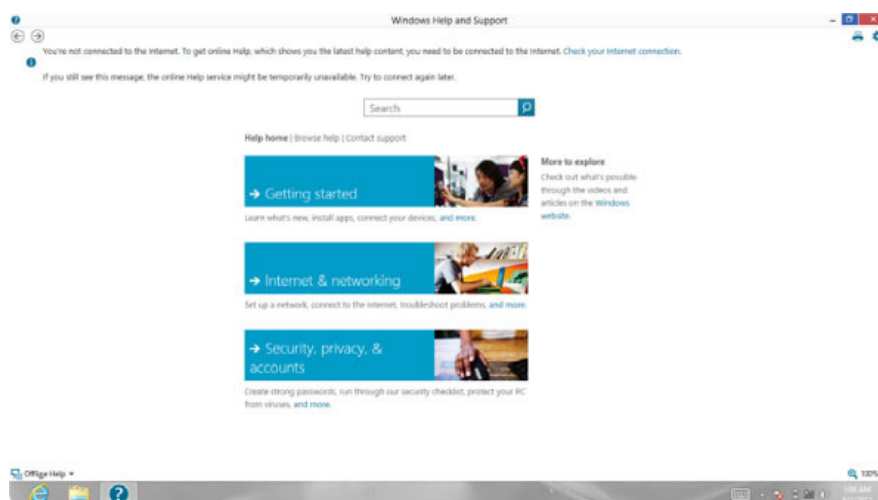 Windows Help and Support
You're not connected to the Internet. To get online Help, which shows you the latest help content, you need to be connected to the Internet. Check your Internet connection.
If you still see this message, the online Help service might be temporarily unavailable. Try to connect again later.
Search
Help home | Browse help | Contact support
Getting started
Learn what's new, install apps, connect your devices, and more.
More to explore
Check out what's possible
through the videos and
articles on the Windows
website.
Internet & networking
Set up a network, connect to the Internet, troubleshoot problems, and more.
Security, privacy, &
accounts
Create strong passwords, run through our security checklist, protect your PC
from viruses, and more.
Help
100%
AM